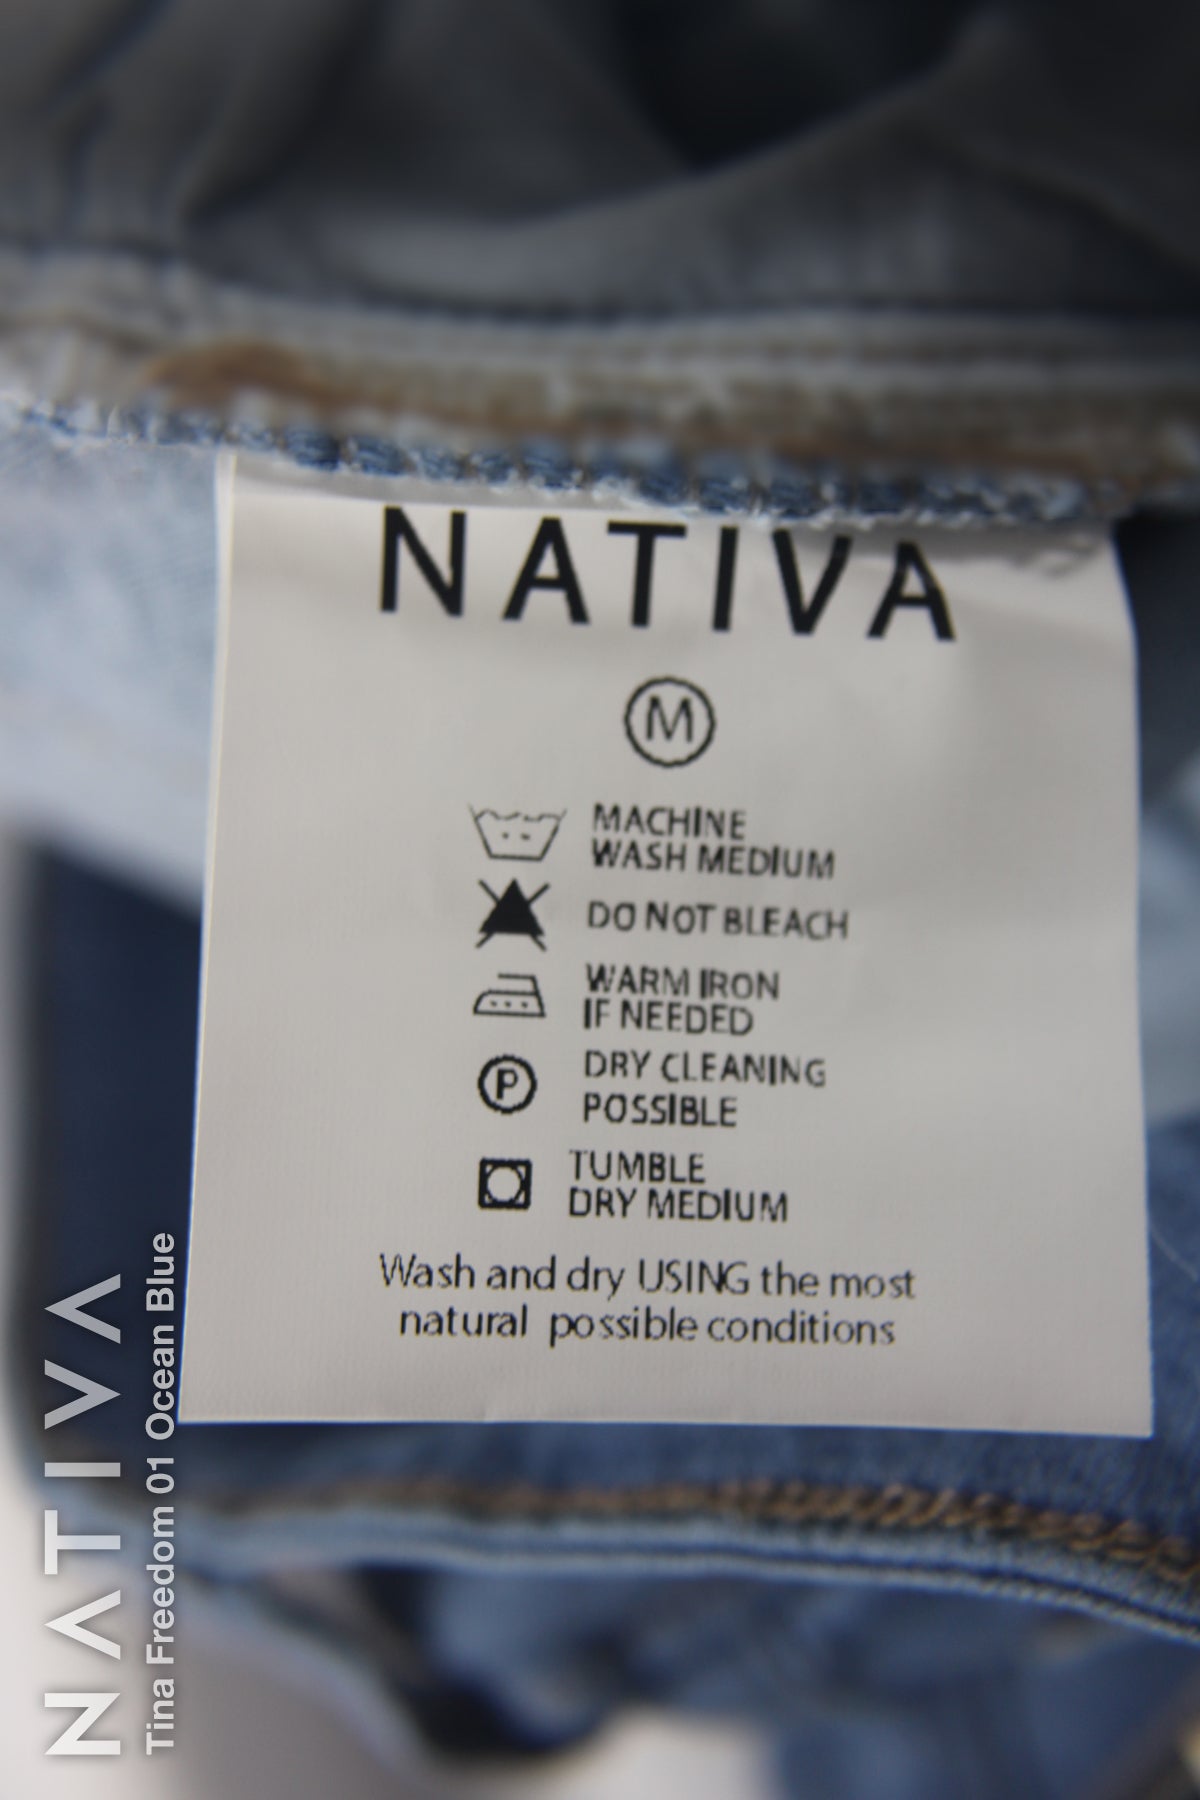 NATIVA
M
MACHINE
WASH MEDIUM
DO NOT BLEACH
WARM IRON
IF NEEDED
P
DRY CLEANING
POSSIBLE
TUMBLE
DRY MEDIUM
Wash and dry USING the most
natural possible conditions
NATIVA
Tina Freedom 01 Ocean Blue